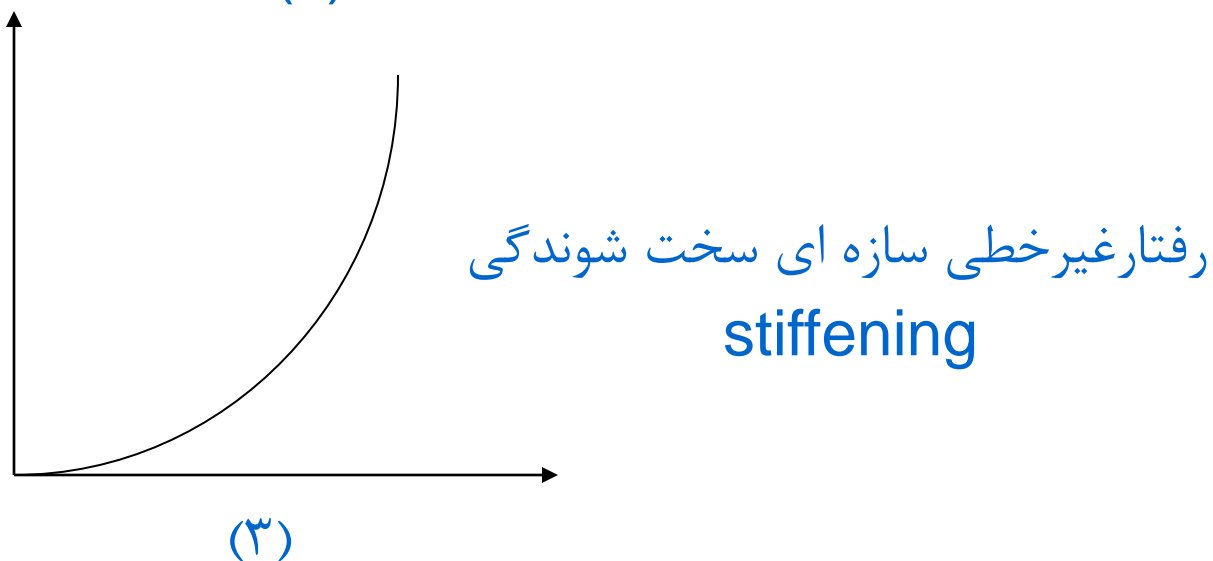 رفتارغیرخطی سازه ای سخت شوندگی
stiffening
(۳)